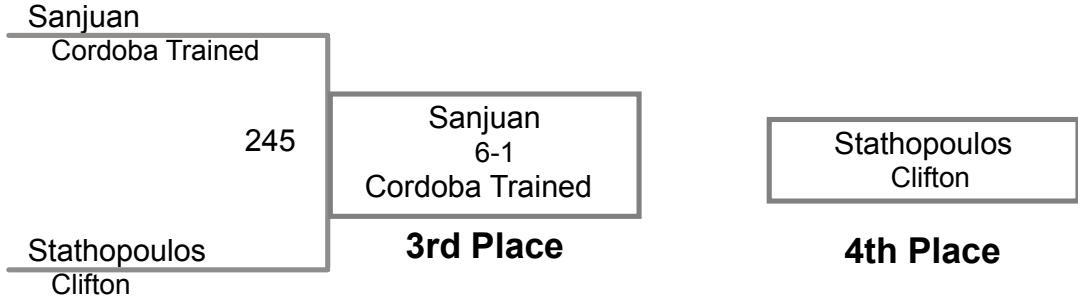 Sanjuan
Cordoba Trained
245
Sanjuan
6-1
Cordoba Trained
3rd Place
Stathopoulos
Clifton
Stathopoulos
Clifton
4th Place